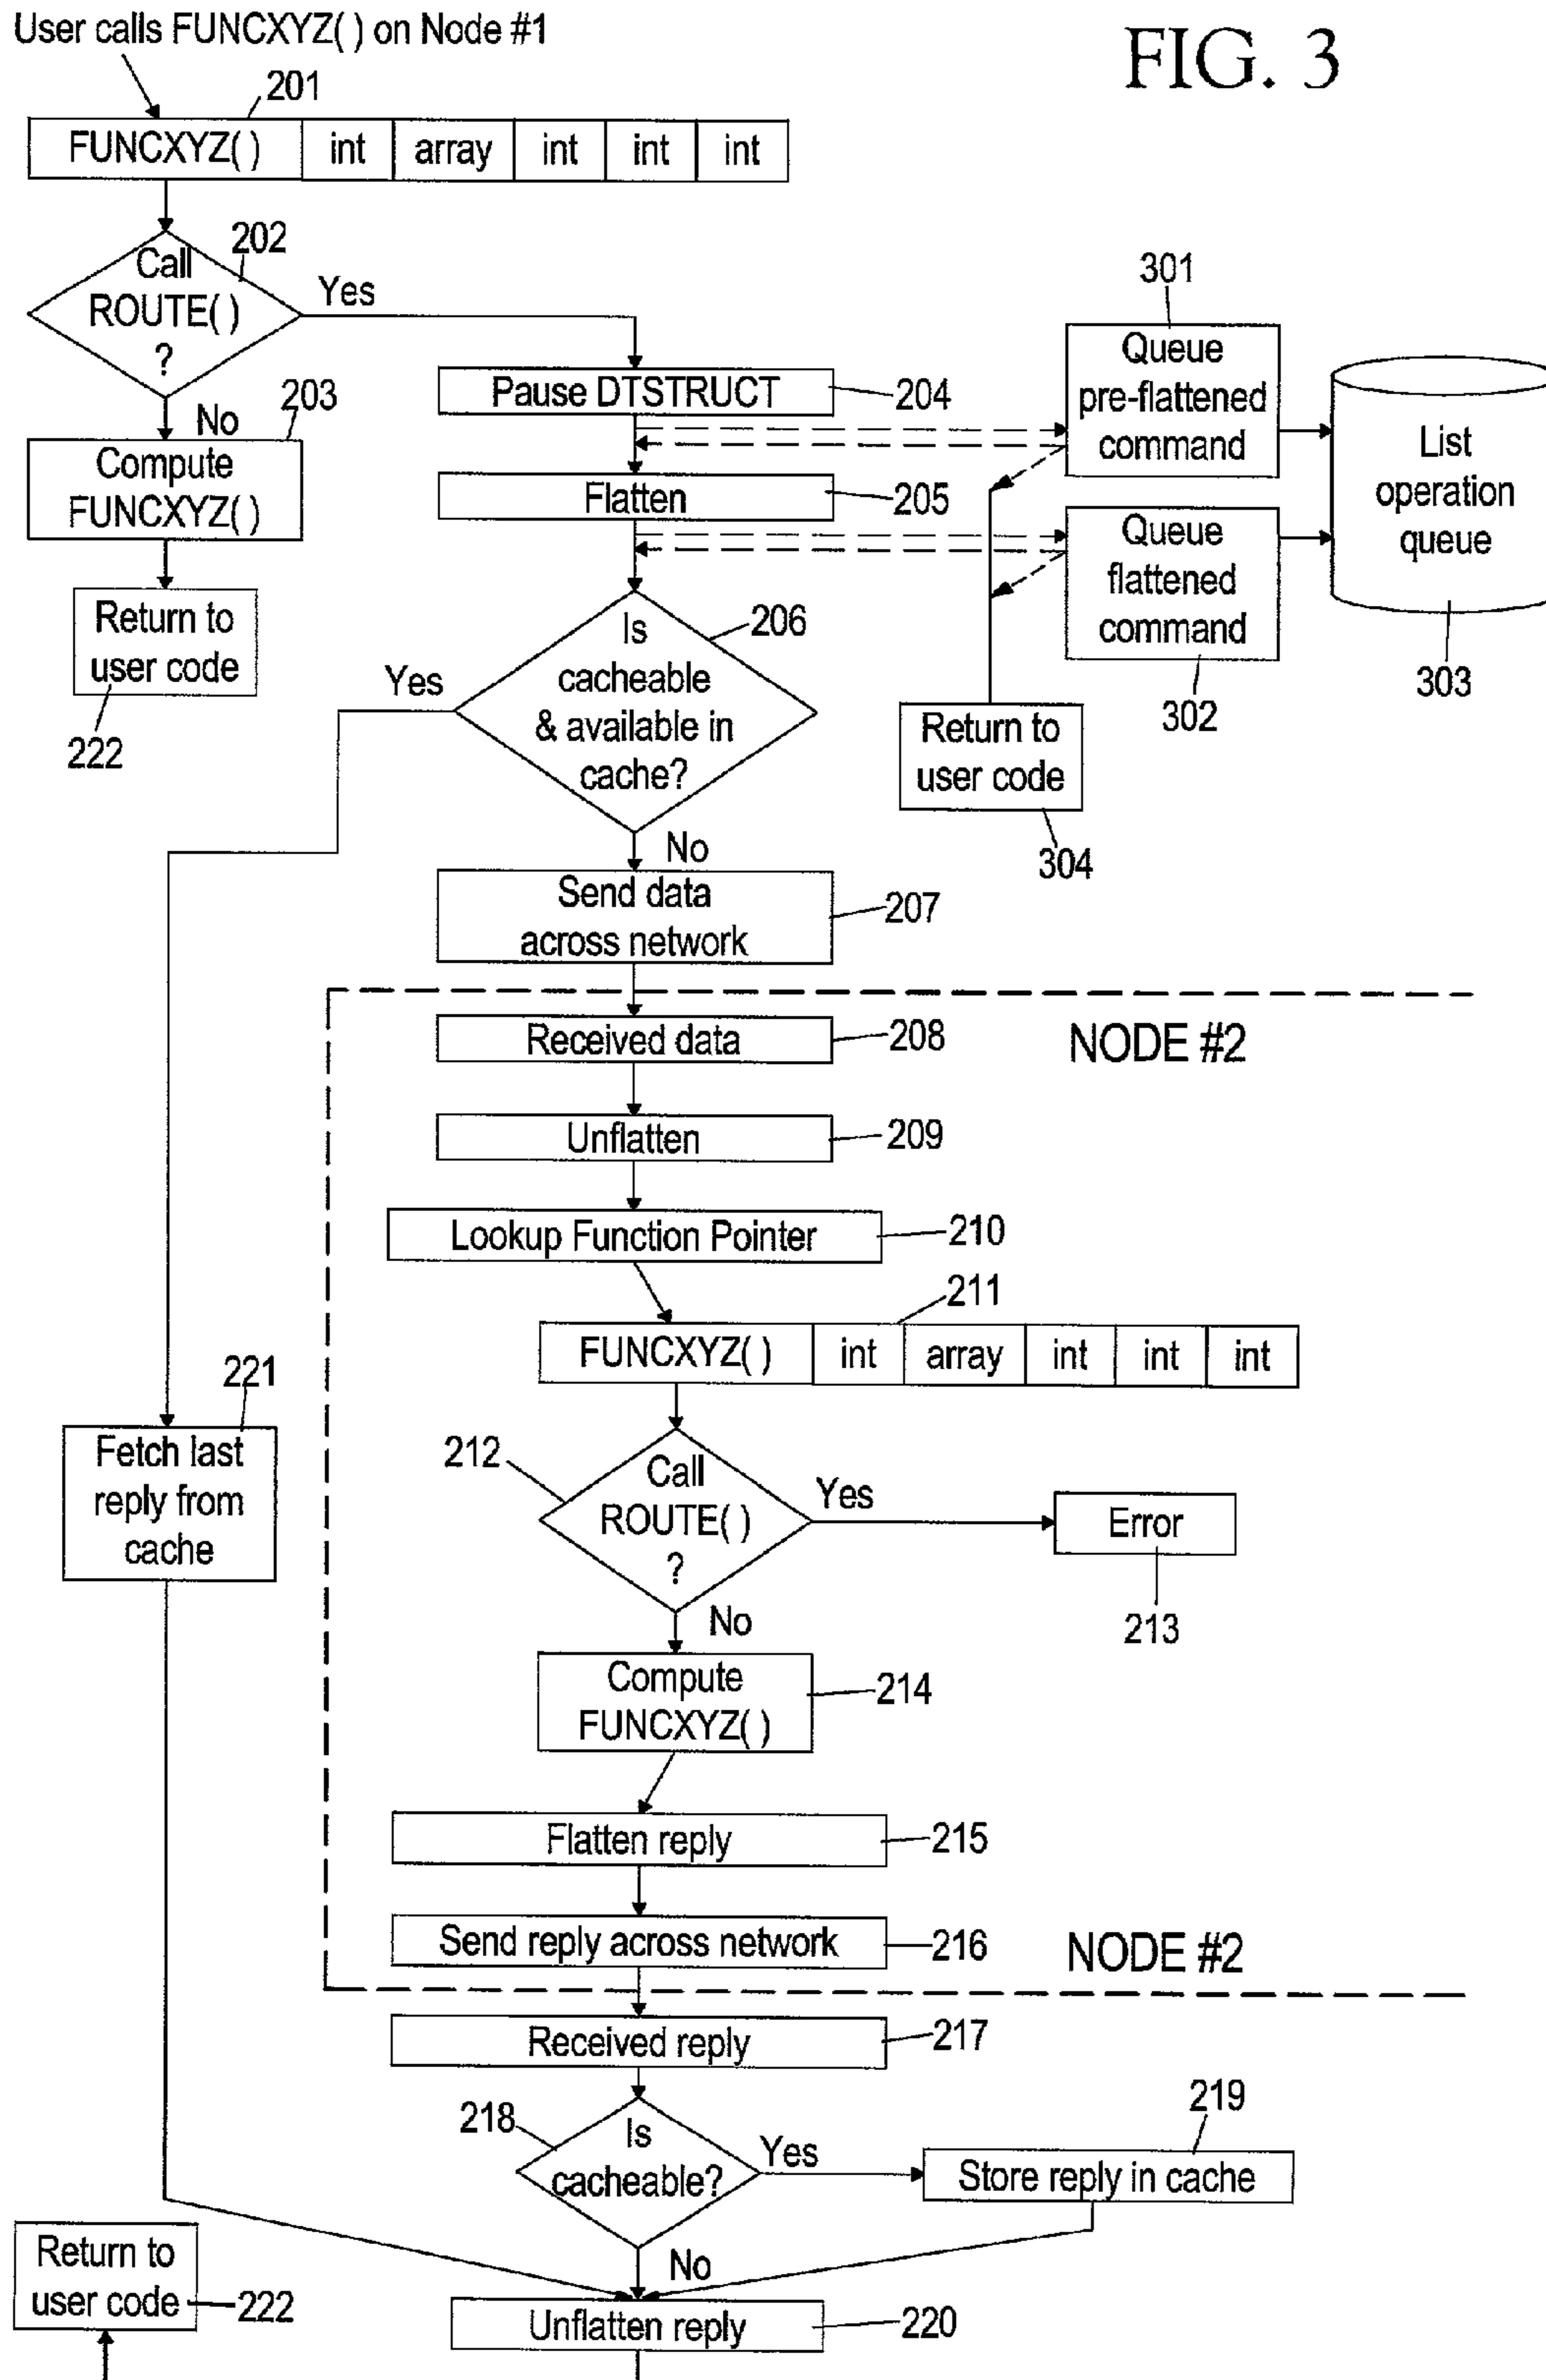 User calls FUNCXYZ( ) on Node #1
FIG. 3
201
FUNCXYZ( ) int array int int int
202
Call
ROUTE( )
?
Yes
No
203
Compute
FUNCXYZ( )
Return to
user code
222
Pause DTSTRUCT
204
Flatten
205
301
Queue
pre-flattened
command
Queue
flattened
command
302
List
operation
queue
303
Return to
user code
304
206
Is
cacheable
& available in
cache?
Yes
No
Send data
across network
207
NODE #2
Received data
208
Unflatten
209
Lookup Function Pointer
210
211
FUNCXYZ( ) int array int int int
221
Fetch last
reply from
cache
212
Call
ROUTE( )
?
Yes
Error
213
No
Compute
FUNCXYZ( )
214
Flatten reply
215
Send reply across network
216
NODE #2
Received reply
217
218
Is
cacheable?
Yes
219
Store reply in cache
No
Return to
user code
222
Unflatten reply
220